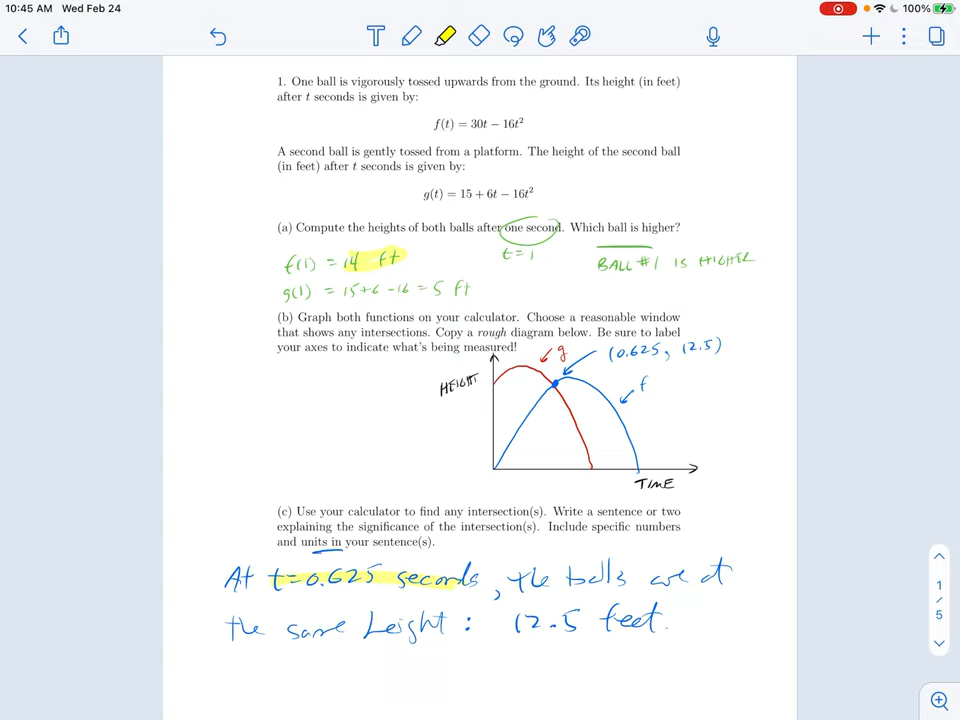 10:45 AM Wed Feb 24
100%
1. One ball is vigorously tossed upwards from the ground. Its height (in feet)
after t seconds is given by:
f(t) = 30t − 16t²
A second ball is gently tossed from a platform. The height of the second ball
(in feet) after t seconds is given by:
g(t) = 15 + 6t − 16t²
(a) Compute the heights of both balls after one second. Which ball is higher?
f(1) = 14 ft
t = 1
BALL #1 IS HIGHER
g(1) = 15+6 -16 = 5 ft
(b) Graph both functions on your calculator. Choose a reasonable window
that shows any intersections. Copy a rough diagram below. Be sure to label
your axes to indicate what's being measured!
g
(0.625, 12.5)
HEIGHT
f
TIME
(c) Use your calculator to find any intersection(s). Write a sentence or two
explaining the significance of the intersection(s). Include specific numbers
and units in your sentence(s).
At t=0.625 seconds, the balls are at
the same height: 12.5 feet.
1
/
5